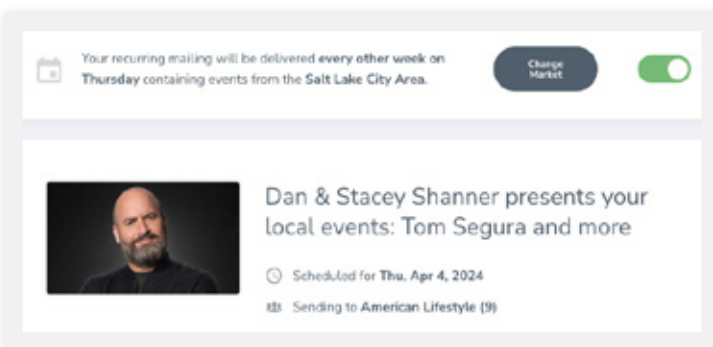 Your recurring mailing will be delivered every other week on
Thursday containing events from the Salt Lake City Area.
Change
Market
Dan & Stacey Shanner presents your
local events: Tom Segura and more
Scheduled for Thu, Apr 4, 2024
Sending to American Lifestyle (9)